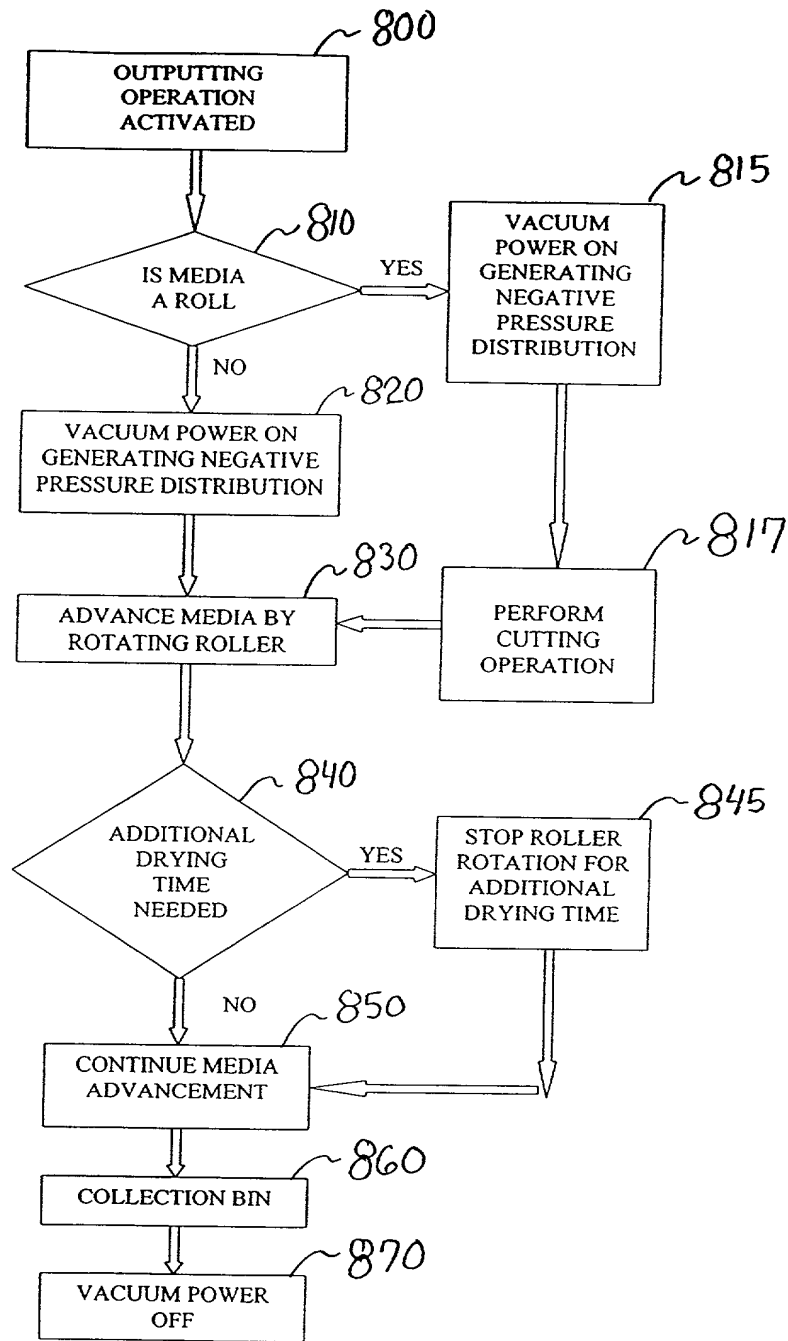 800
OUTPUTTING
OPERATION
ACTIVATED
810
IS MEDIA
A ROLL
YES
815
VACUUM
POWER ON
GENERATING
NEGATIVE
PRESSURE
DISTRIBUTION
NO
820
VACUUM POWER ON
GENERATING NEGATIVE
PRESSURE DISTRIBUTION
817
PERFORM
CUTTING
OPERATION
830
ADVANCE MEDIA BY
ROTATING ROLLER
840
ADDITIONAL
DRYING
TIME
NEEDED
YES
845
STOP ROLLER
ROTATION FOR
ADDITIONAL
DRYING TIME
NO
850
CONTINUE MEDIA
ADVANCEMENT
860
COLLECTION BIN
870
VACUUM POWER
OFF